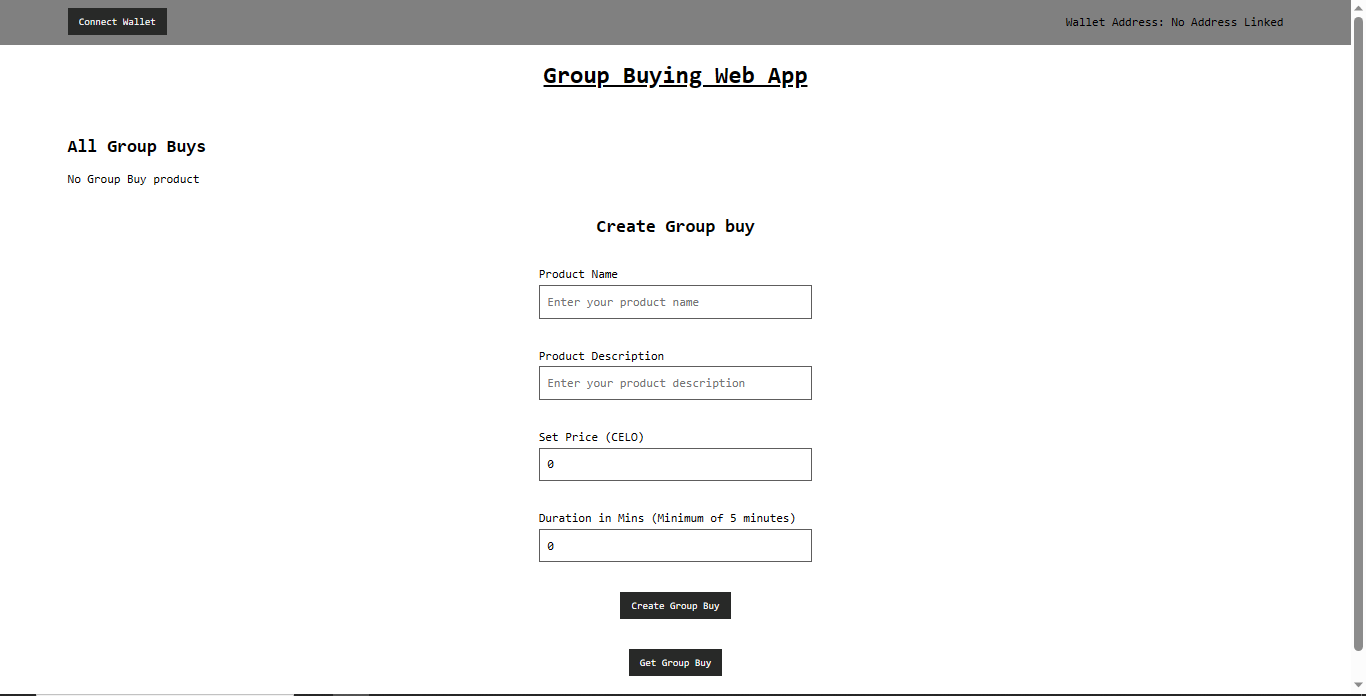 Connect Wallet
Wallet Address: No Address Linked
Group Buying Web App
All Group Buys
No Group Buy product
Create Group buy
Product Name
Enter your product name
Product Description
Enter your product description
Set Price (CELO)
0
Duration in Mins (Minimum of 5 minutes)
0
Create Group Buy
Get Group Buy